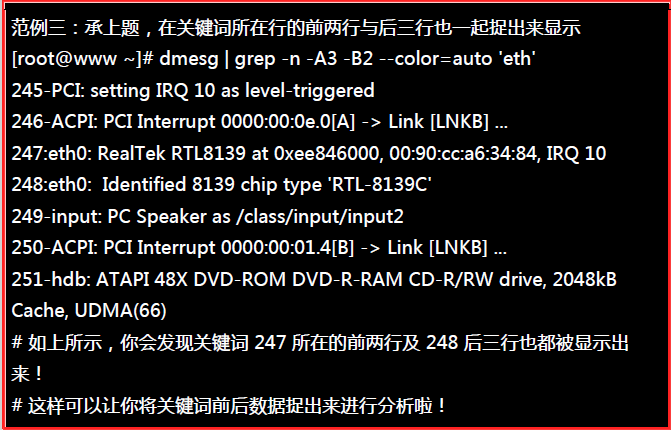 范例三：承上题，在关键词所在行的前两行与后三行也一起捉出来显示
[root@www ~]# dmesg | grep -n -A3 -B2 --color=auto 'eth'
245-PCI: setting IRQ 10 as level-triggered
246-ACPI: PCI Interrupt 0000:00:0e.0[A] -> Link [LNKB] ...
247:eth0: RealTek RTL8139 at 0xee846000, 00:90:cc:a6:34:84, IRQ 10
248:eth0:  Identified 8139 chip type 'RTL-8139C'
249-input: PC Speaker as /class/input/input2
250-ACPI: PCI Interrupt 0000:00:01.4[B] -> Link [LNKB] ...
251-hdb: ATAPI 48X DVD-ROM DVD-R-RAM CD-R/RW drive, 2048kB
Cache, UDMA(66)
# 如上所示，你会发现关键词 247 所在的前两行及 248 后三行也都被显示出
来！
# 这样可以让你将关键词前后数据捉出来进行分析啦！